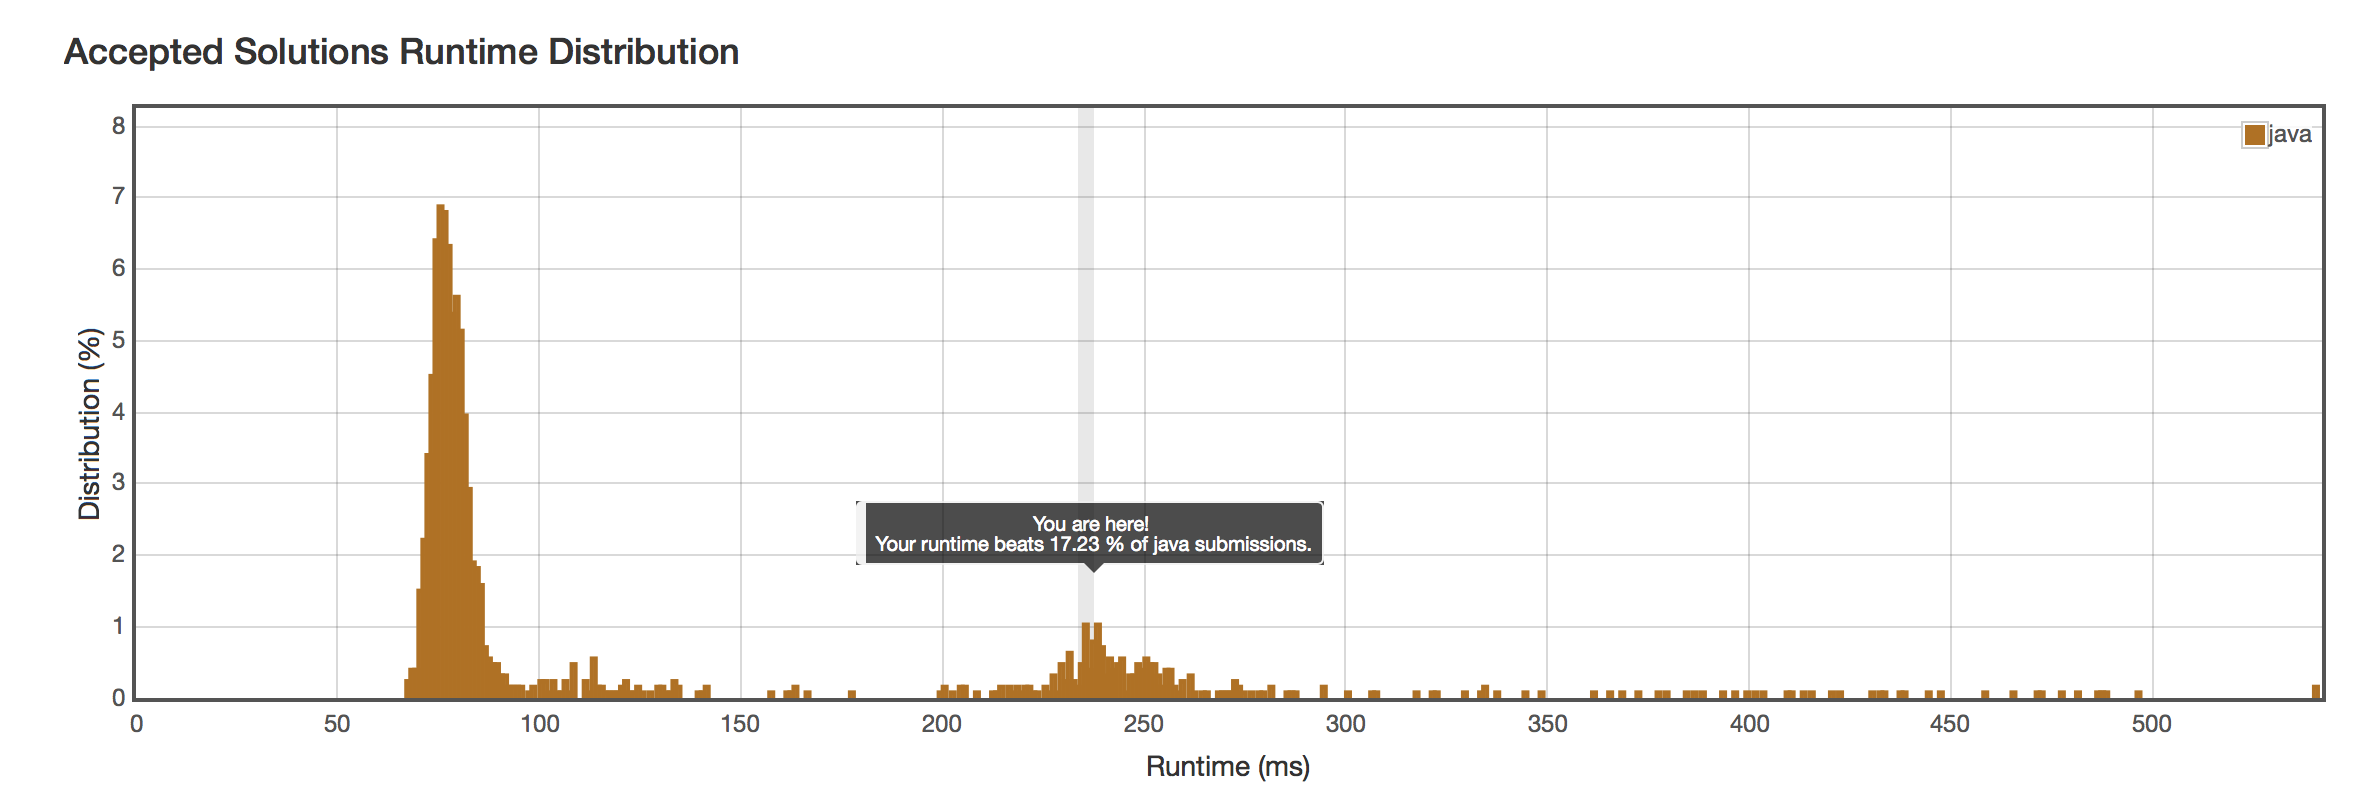 Accepted Solutions Runtime Distribution
8
java
7
6
5
4
3
2
1
0
Distribution (%)
You are here!
Your runtime beats 17.23 % of java submissions.
0 50 100 150 200 250 300 350 400 450 500
Runtime (ms)